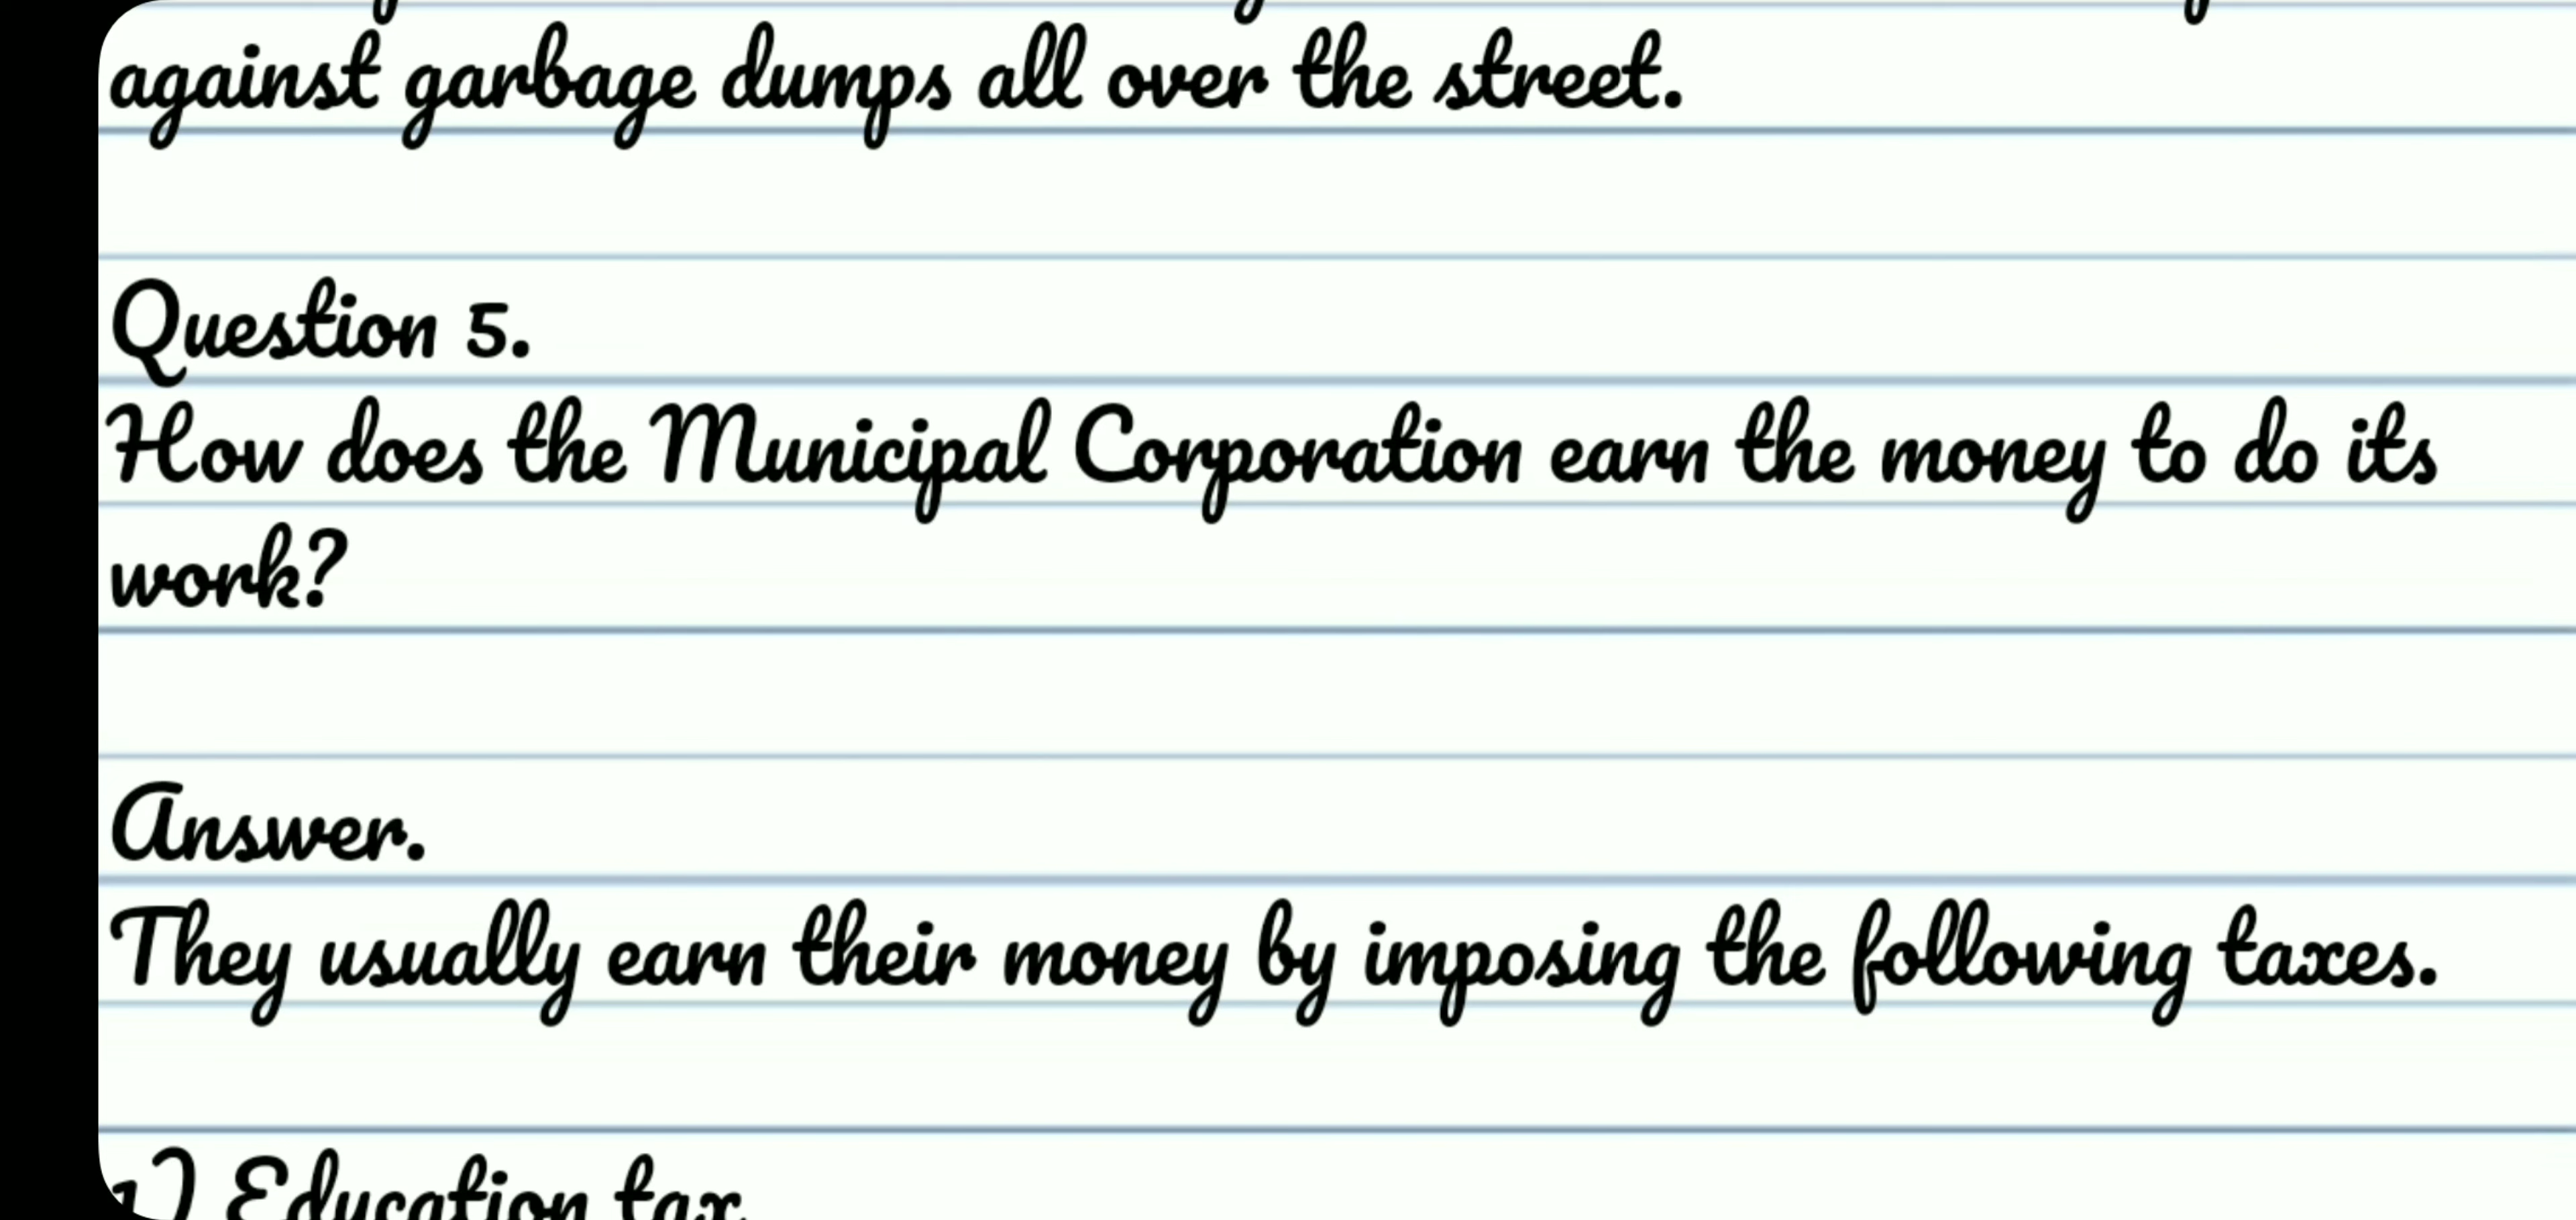 against garbage dumps all over the street.
Question 5.
How does the Municipal Corporation earn the money to do its
work?
Answer.
They usually earn their money by imposing the following taxes.
1) Education tax